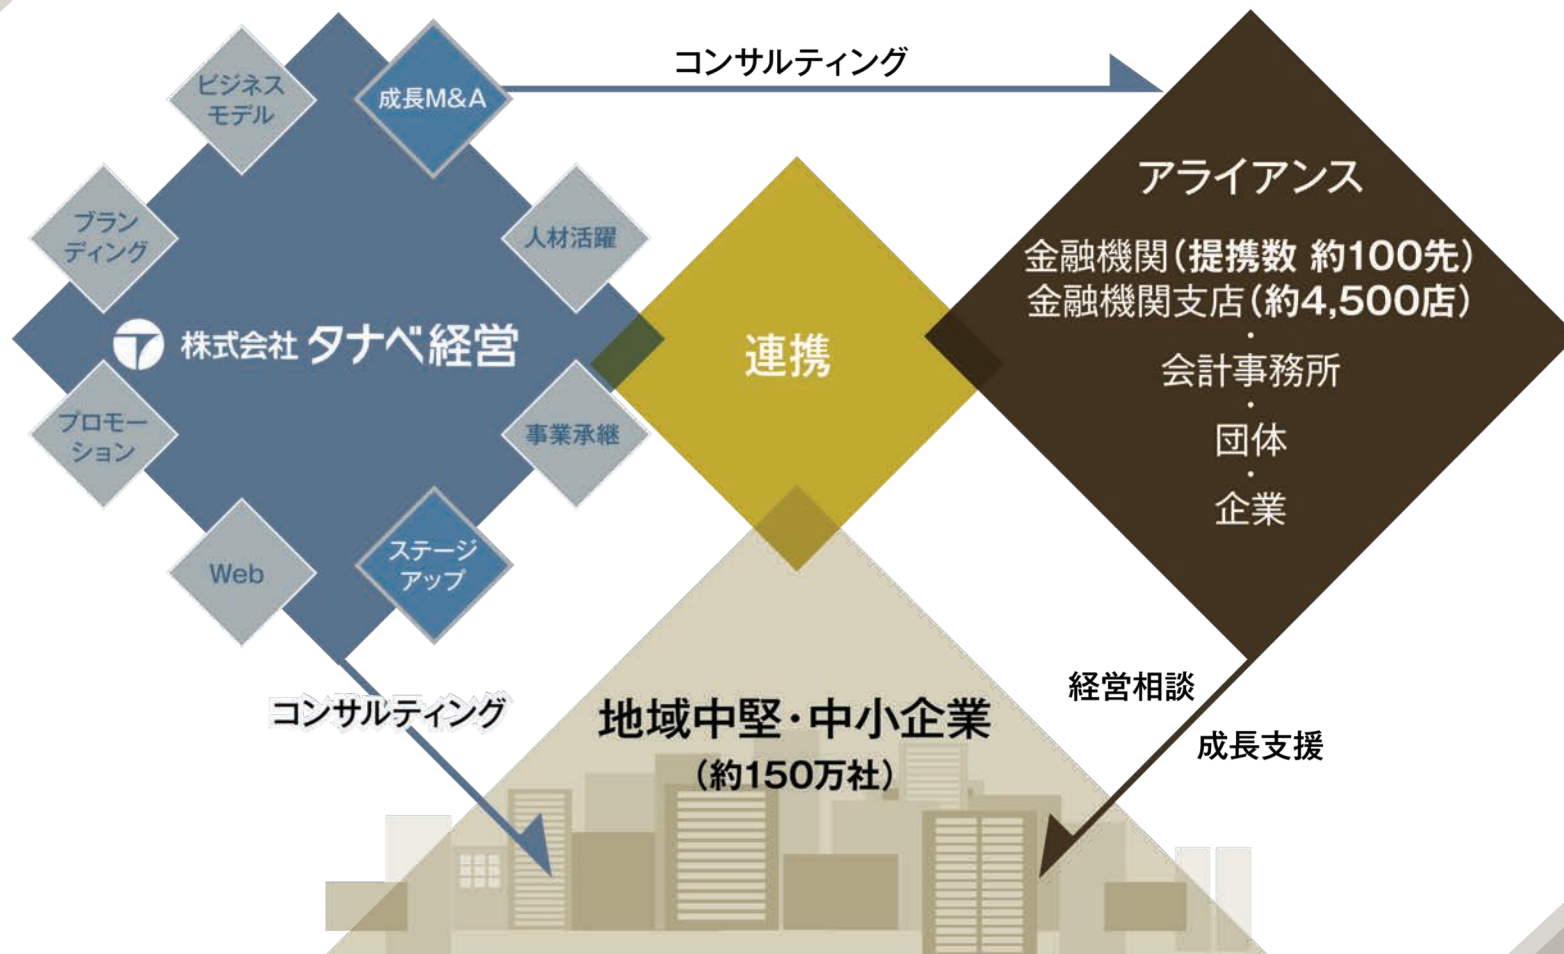 コンサルティング
ビジネス
モデル
成長M&A
ブラン
ディング
人材活躍
株式会社 タナベ経営
プロモー
ション
事業承継
Web
ステージ
アップ
連携
アライアンス
金融機関(提携数 約100先)
金融機関支店(約4,500店)
・
会計事務所
・
団体
・
企業
コンサルティング
地域中堅・中小企業
(約150万社)
経営相談
成長支援